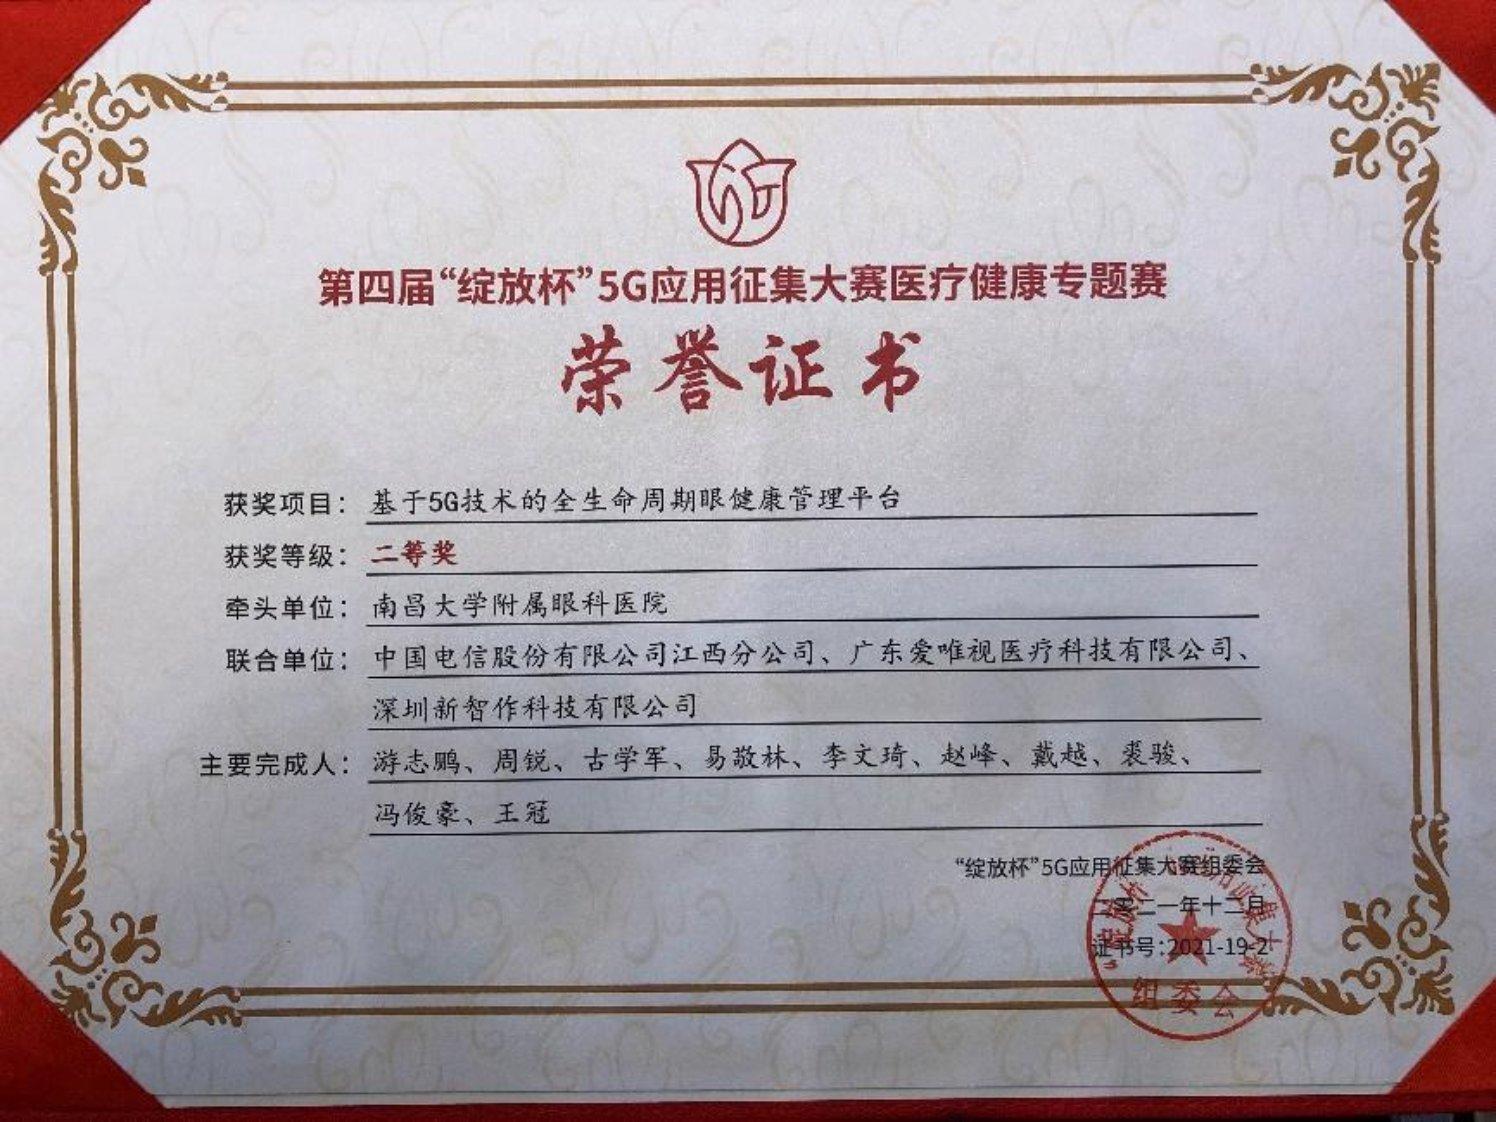 第四届“绽放杯”5G应用征集大赛医疗健康专题赛
荣誉证书
获奖项目：基于5G技术的全生命周期眼健康管理平台
获奖等级：二等奖
牵头单位：南昌大学附属眼科医院
联合单位：中国电信股份有限公司江西分公司、广东爱唯视医疗科技有限公司、
深圳新智作科技有限公司
主要完成人：游志鹏、周锐、古学军、易敬林、李文琦、赵峰、戴越、裘骏、
冯俊豪、王冠
“绽放杯”5G应用征集大赛组委会
二零二一年十二月
证书号：2021-19-2
组委会